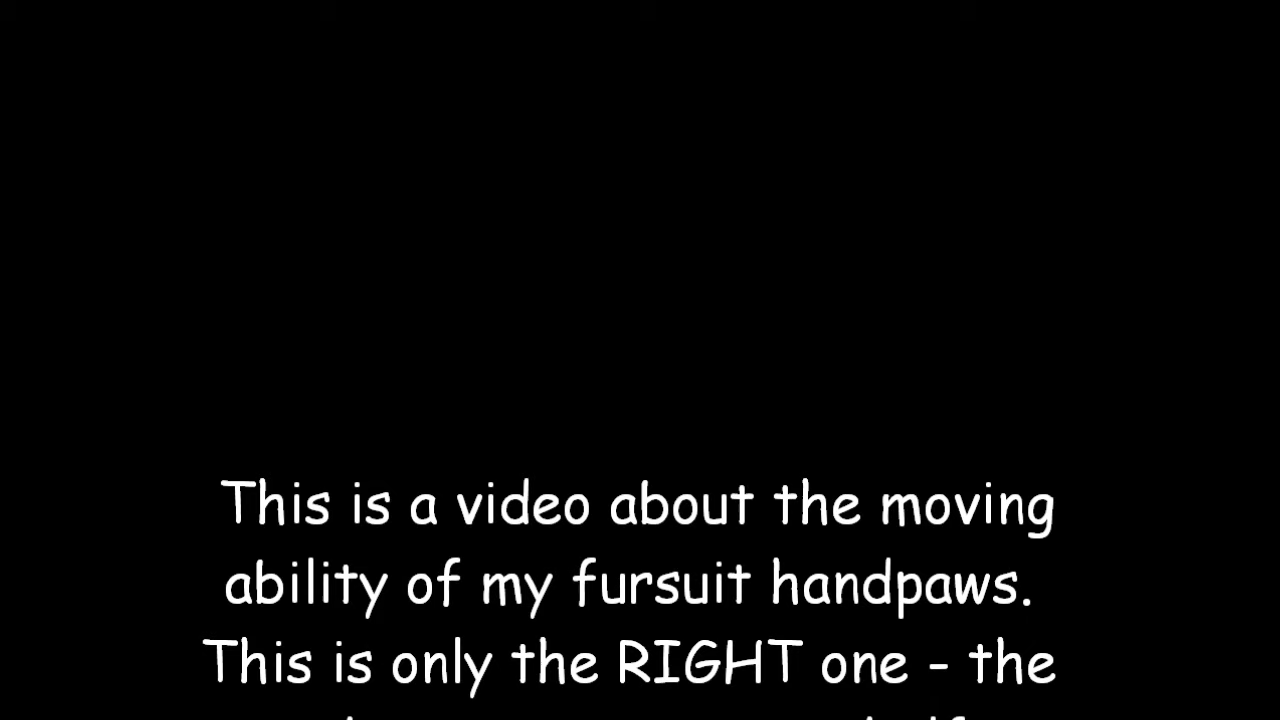 This is a video about the moving
ability of my fursuit handpaws.
This is only the RIGHT one - the